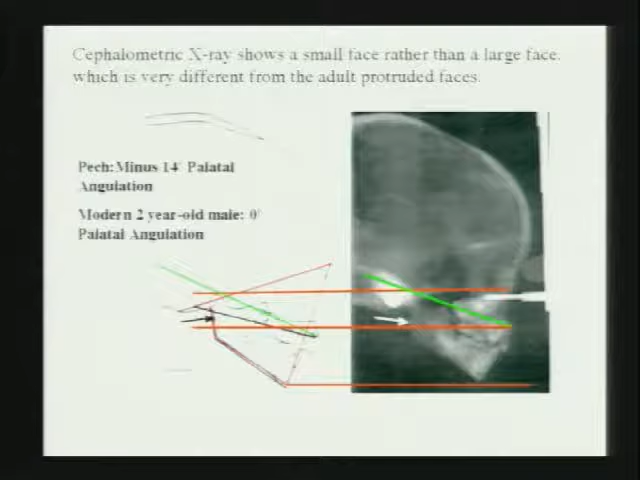 Cephalometric X-ray shows a small face rather than a large face.
which is very different from the adult protruded faces.
Pech: Minus 14° Palatal
Angulation
Modern 2 year-old male: 0°
Palatal Angulation